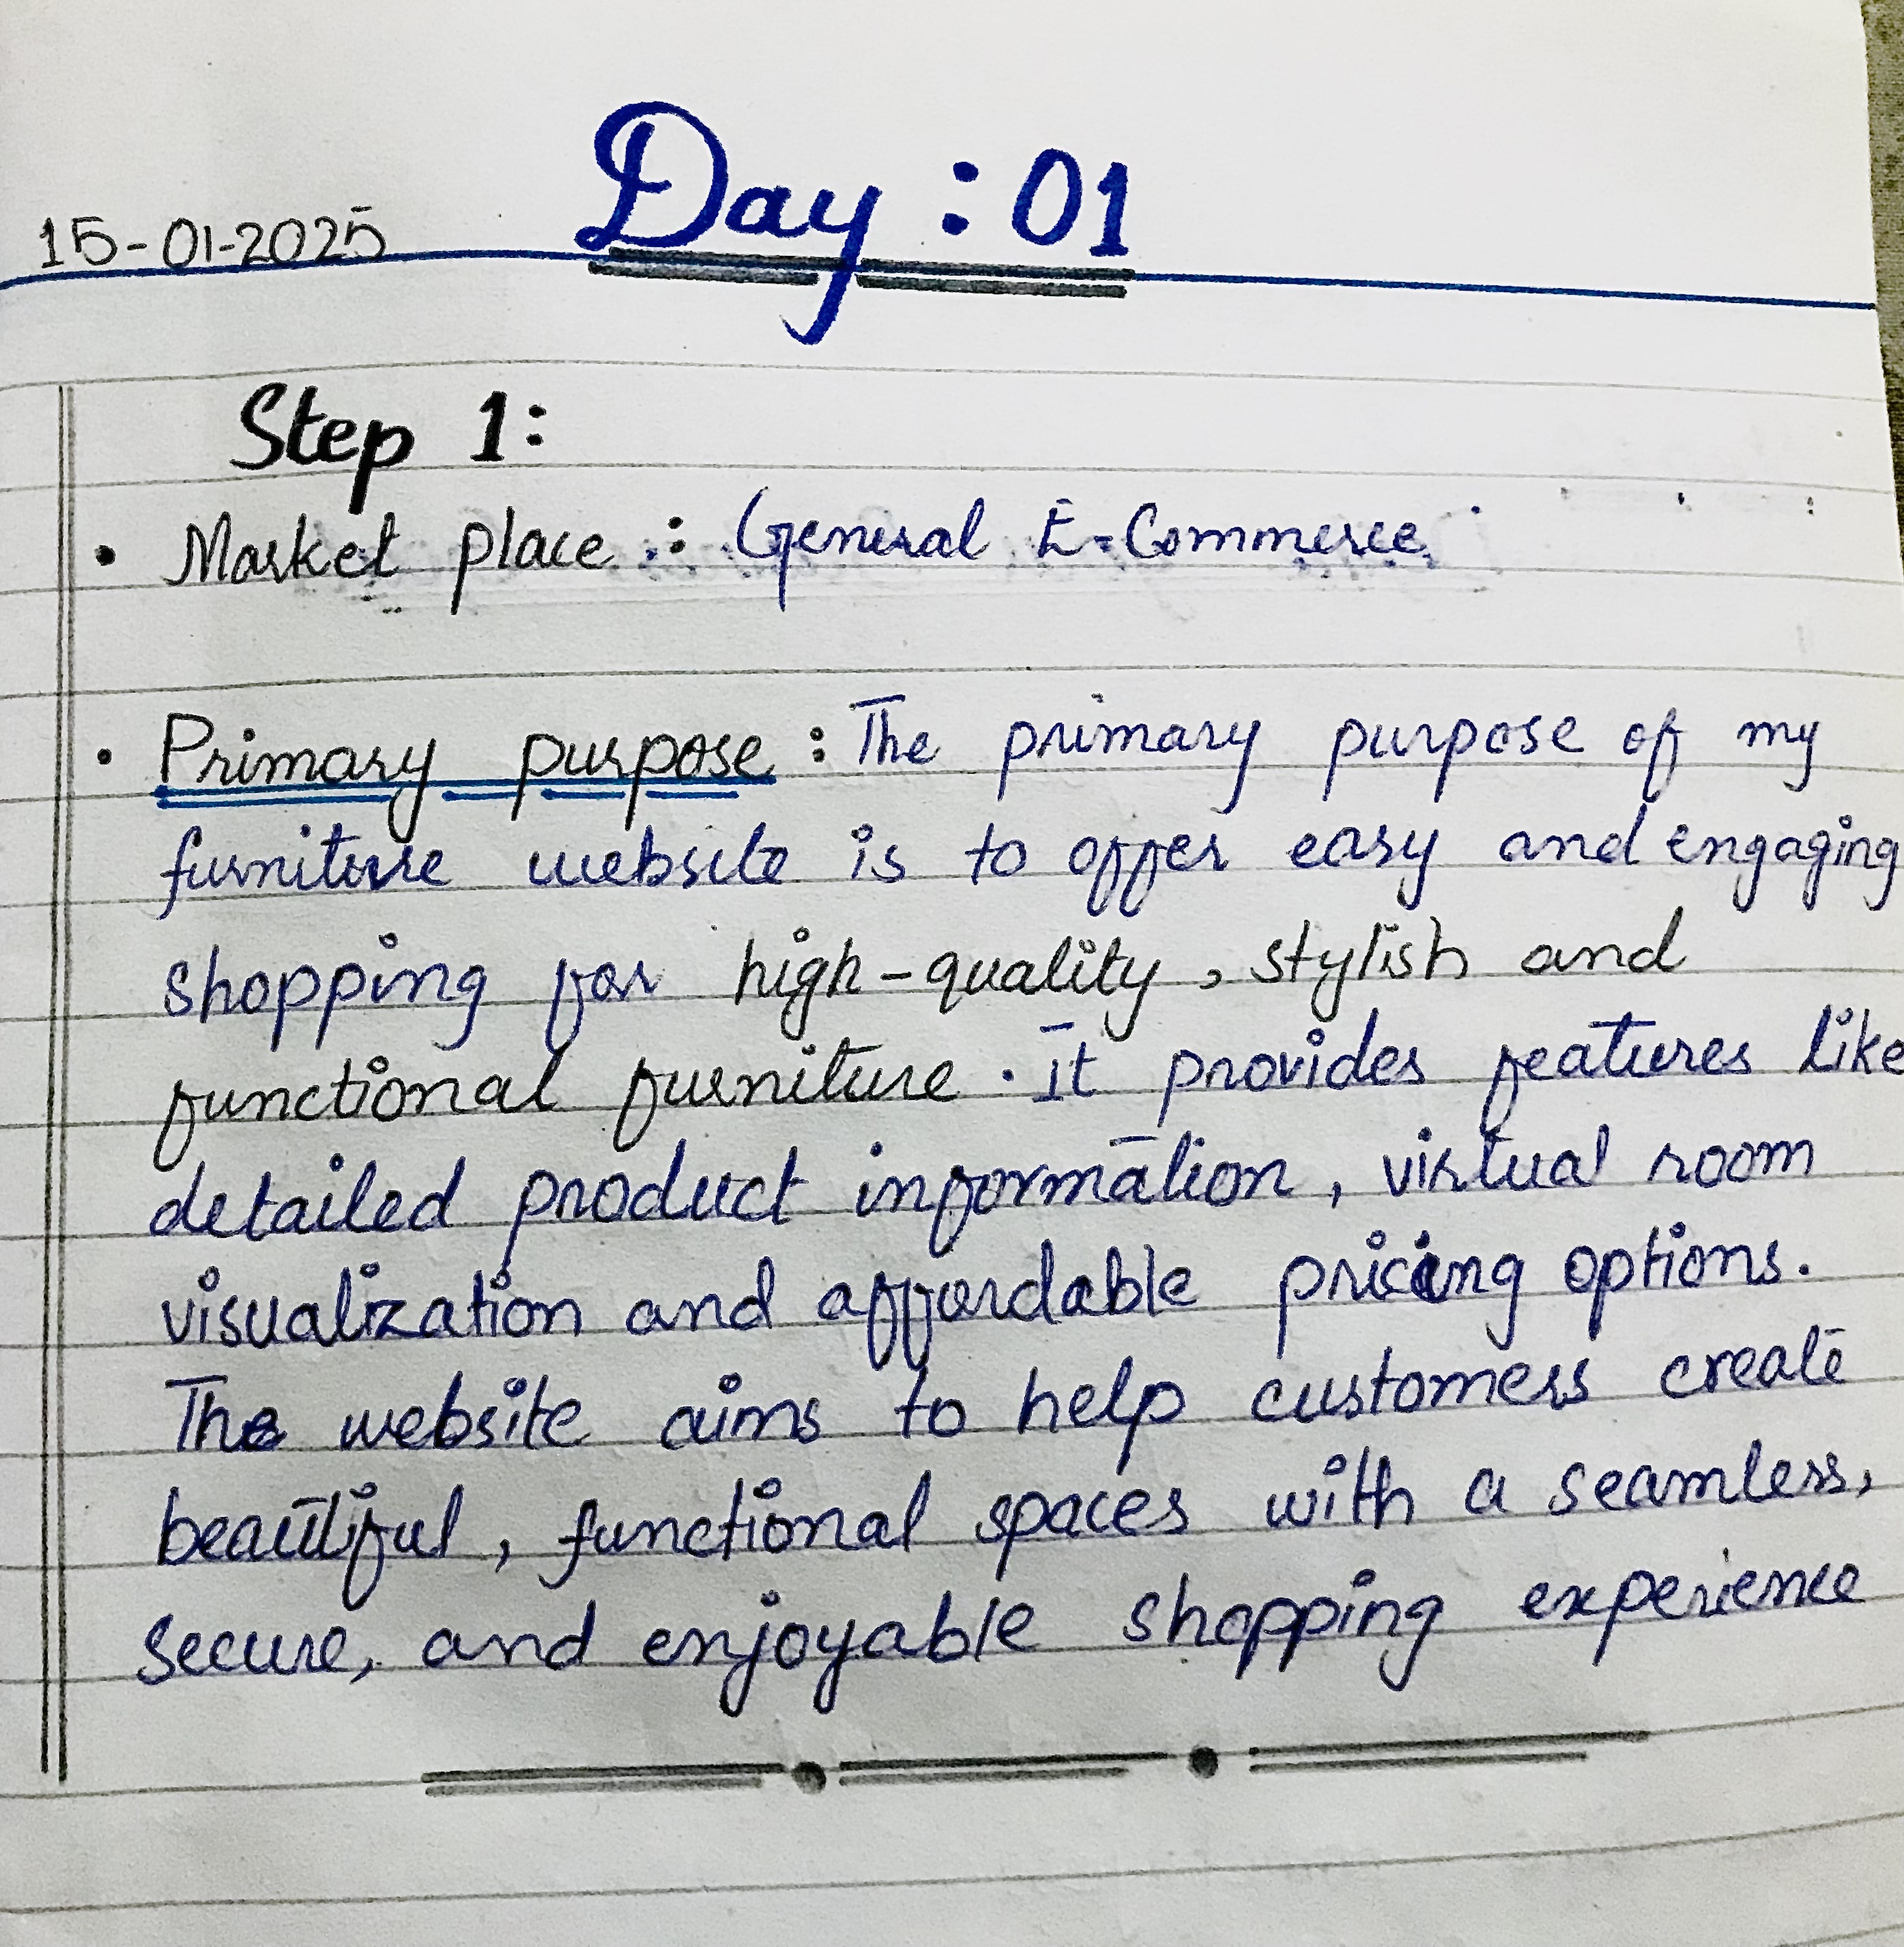 Day : 01
15-01-2025
Step 1:
• Market place : General E-Commerce
• Primary purpose : The primary purpose of my
furniture website is to offer easy and engaging
shopping for high-quality, stylish and
functional furniture. It provides features like
detailed product information, virtual room
visualization and affordable pricing options.
The website aims to help customers create
beautiful, functional spaces with a seamless,
secure, and enjoyable shopping experience